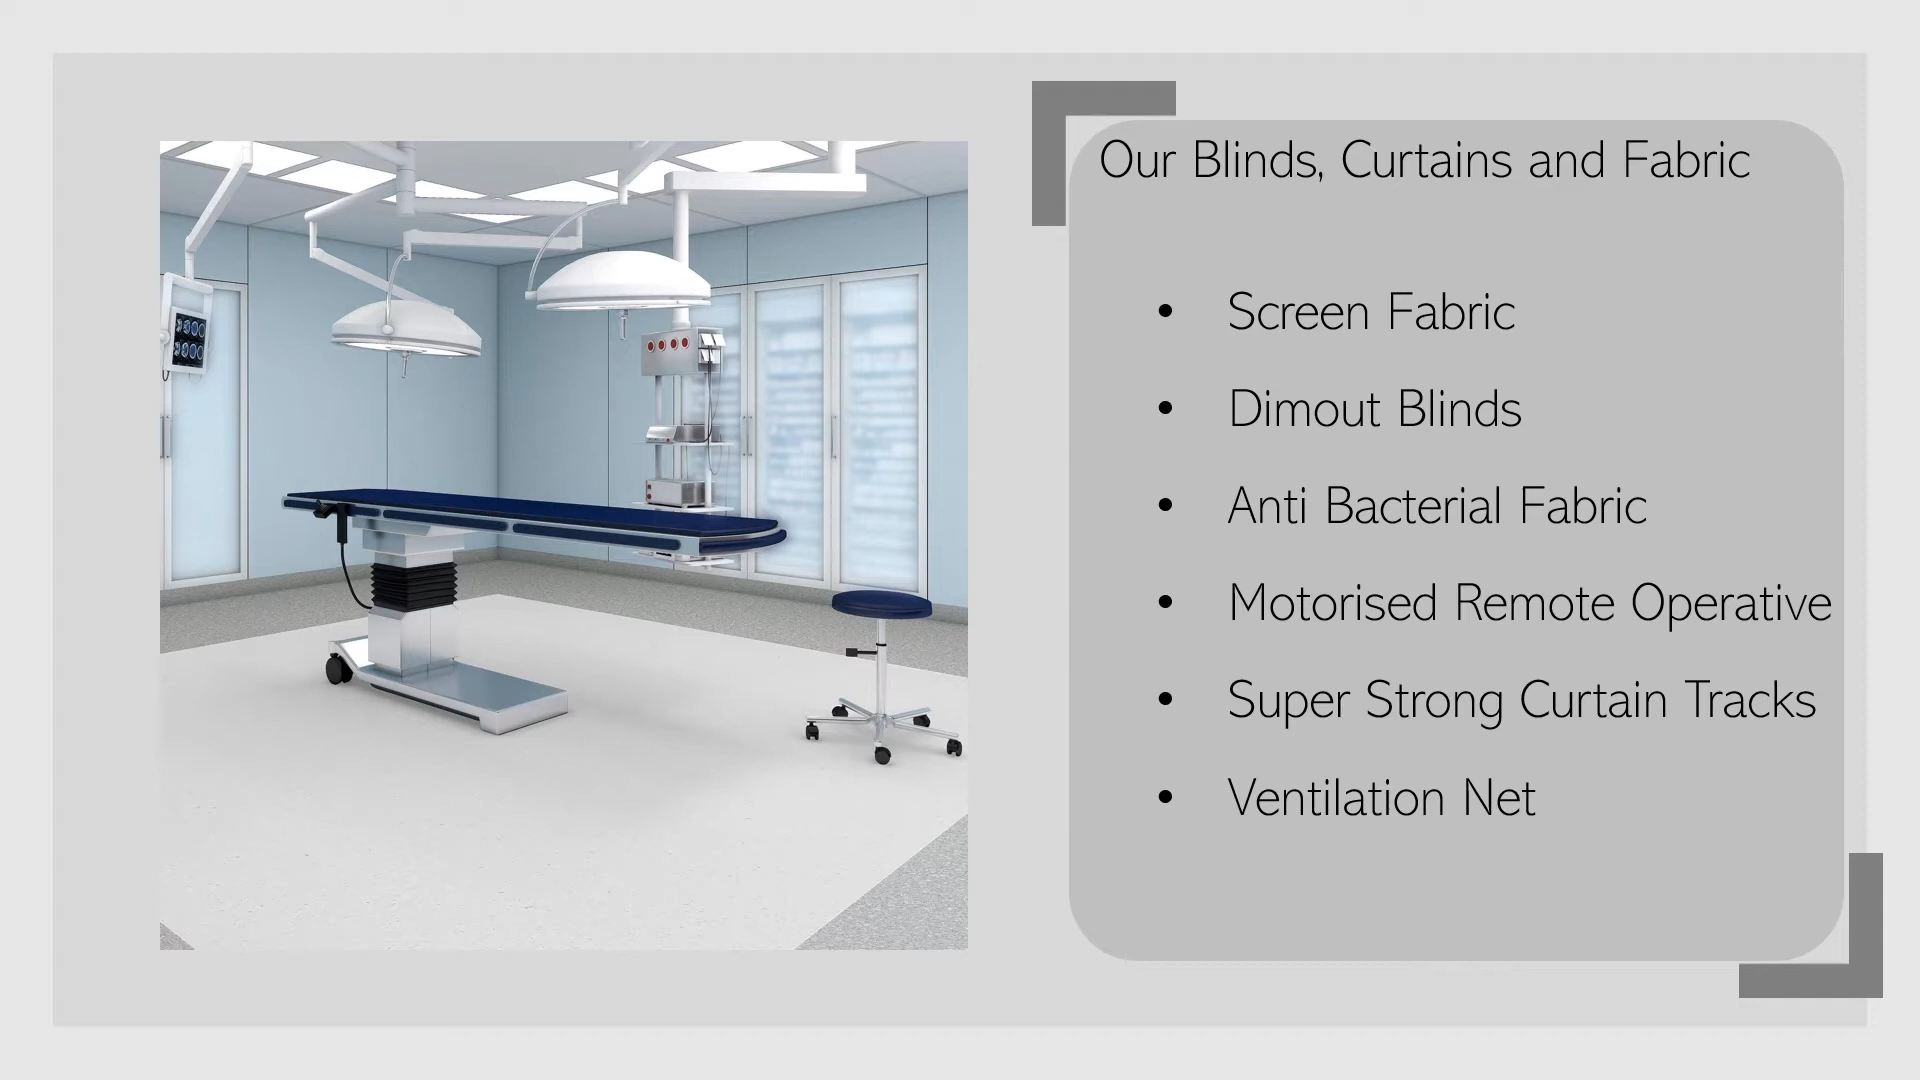 Our Blinds, Curtains and Fabric
• Screen Fabric
• Dimout Blinds
• Anti Bacterial Fabric
• Motorised Remote Operative
• Super Strong Curtain Tracks
• Ventilation Net